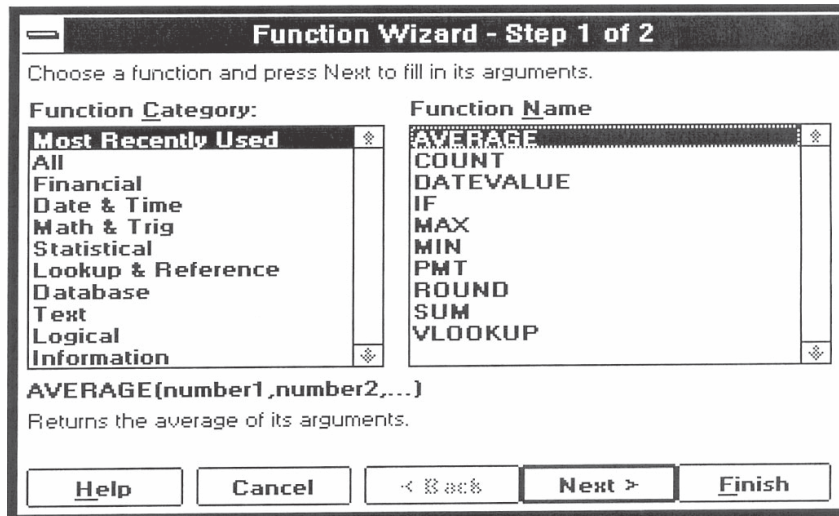 Function Wizard - Step 1 of 2
Choose a function and press Next to fill in its arguments.
Function Category:
Most Recently Used
All
Financial
Date & Time
Math & Trig
Statistical
Lookup & Reference
Database
Text
Logical
Information
Function Name
AVERAGE
COUNT
DATEVALUE
IF
MAX
MIN
PMT
ROUND
SUM
VLOOKUP
AVERAGE(number1,number2,...)
Returns the average of its arguments.
Help
Cancel
< Back
Next >
Finish